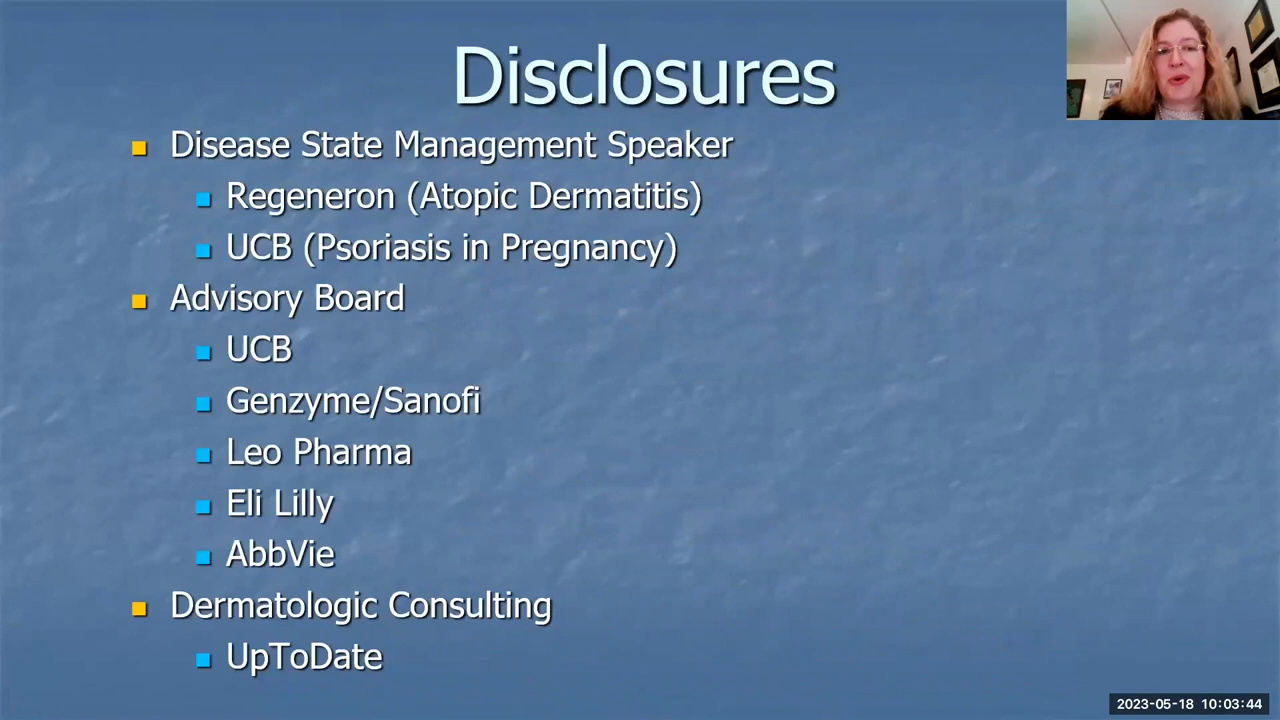 Disclosures
Disease State Management Speaker
Regeneron (Atopic Dermatitis)
UCB (Psoriasis in Pregnancy)
Advisory Board
UCB
Genzyme/Sanofi
Leo Pharma
Eli Lilly
AbbVie
Dermatologic Consulting
UpToDate
2023-05-18 10:03:44